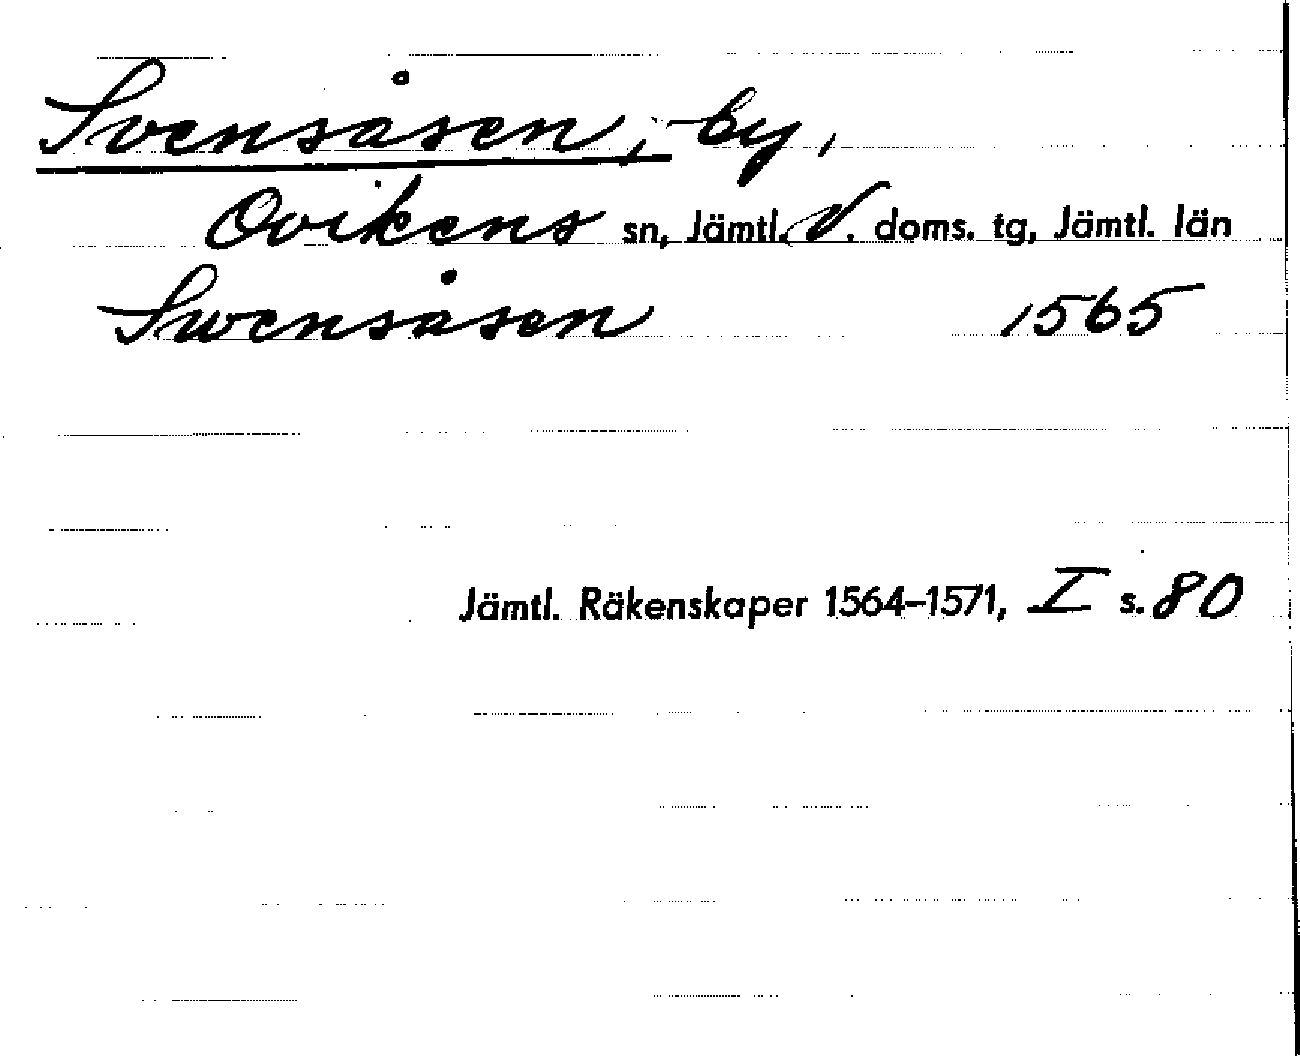 Svensåsen, by,
Ovikens sn, Jämtl. V. doms. tg, Jämtl. län
Swensåsen 1565
Jämtl. Räkenskaper 1564–1571, I s. 80